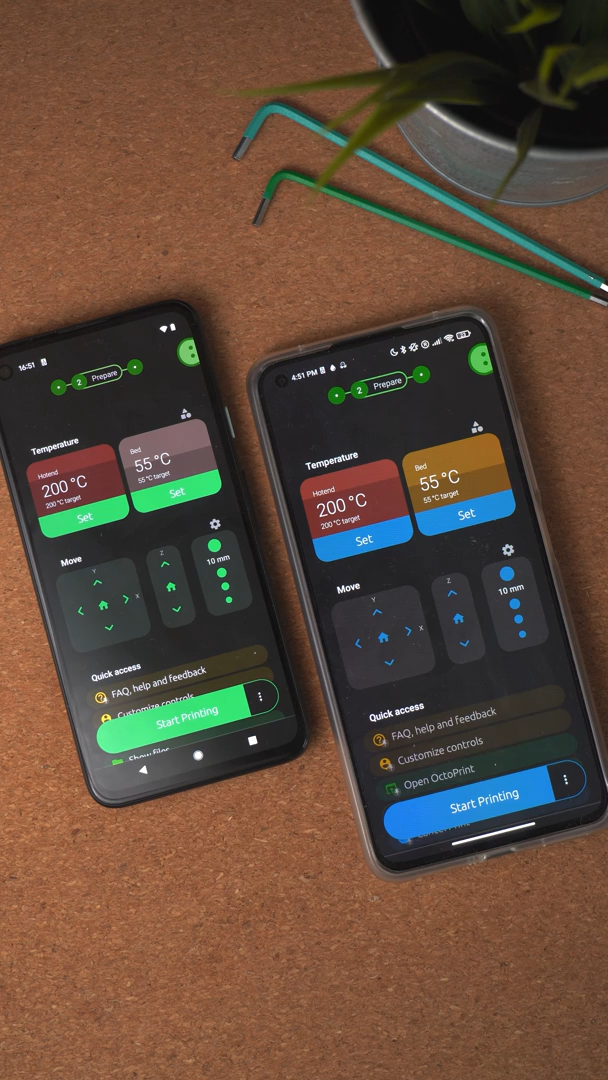 16:51
2 Prepare
Temperature
Hotend
200 °C
200 °C target
Set
Bed
55 °C
55 °C target
Set
Move
Y
X
Z
10 mm
Quick access
FAQ, help and feedback
Customize controls
Start Printing
Show files
4:51 PM
2 Prepare
Temperature
Hotend
200 °C
200 °C target
Set
Bed
55 °C
55 °C target
Set
Move
Y
X
Z
10 mm
Quick access
FAQ, help and feedback
Customize controls
Open OctoPrint
Start Printing